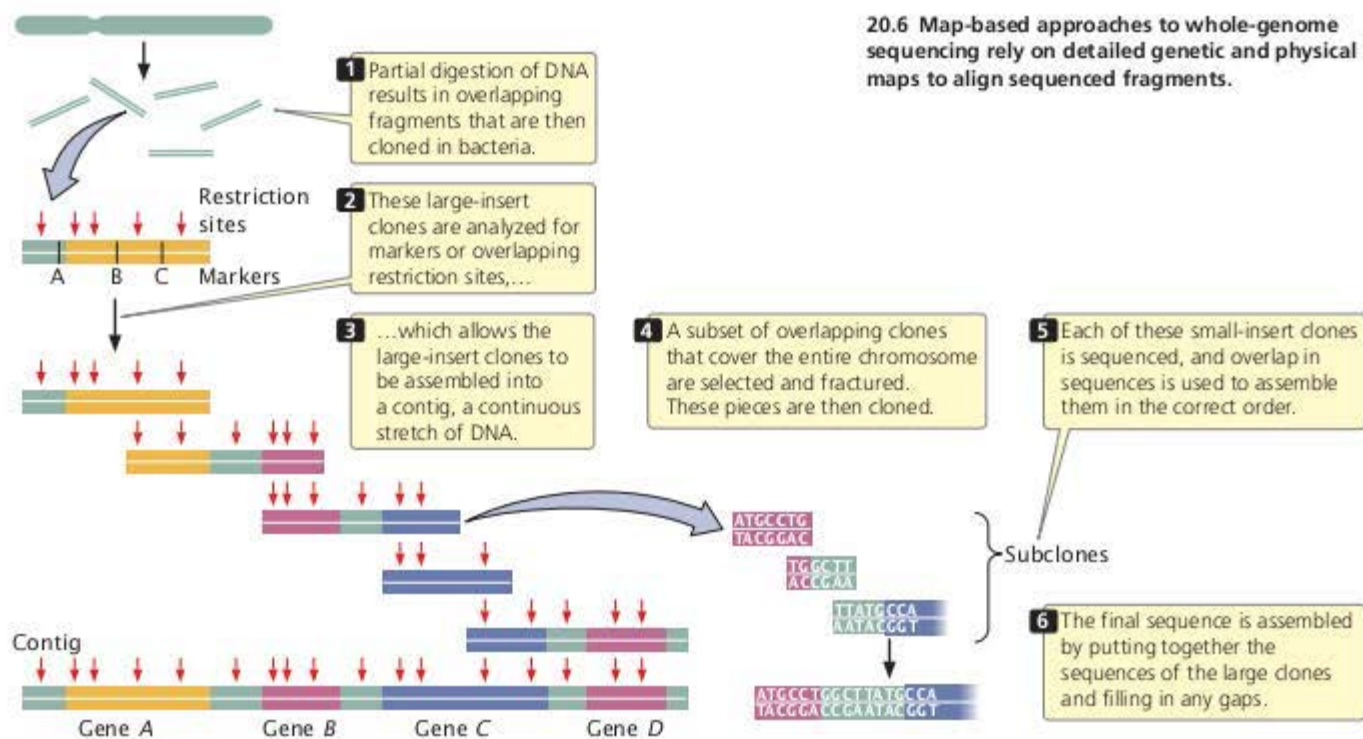 20.6 Map-based approaches to whole-genome
sequencing rely on detailed genetic and physical
maps to align sequenced fragments.
1 Partial digestion of DNA
results in overlapping
fragments that are then
cloned in bacteria.
Restriction
sites
A B C Markers
2 These large-insert
clones are analyzed for
markers or overlapping
restriction sites,...
3 ...which allows the
large-insert clones to
be assembled into
a contig, a continuous
stretch of DNA.
4 A subset of overlapping clones
that cover the entire chromosome
are selected and fractured.
These pieces are then cloned.
5 Each of these small-insert clones
is sequenced, and overlap in
sequences is used to assemble
them in the correct order.
ATGCCTG
TACGGAC
TGGCTT
ACCGAA
TTATGCCA
AATACGGT
Subclones
6 The final sequence is assembled
by putting together the
sequences of the large clones
and filling in any gaps.
ATGCCTGGCTTATGCCA
TACGGACCGAATACGGT
Contig
Gene A Gene B Gene C Gene D